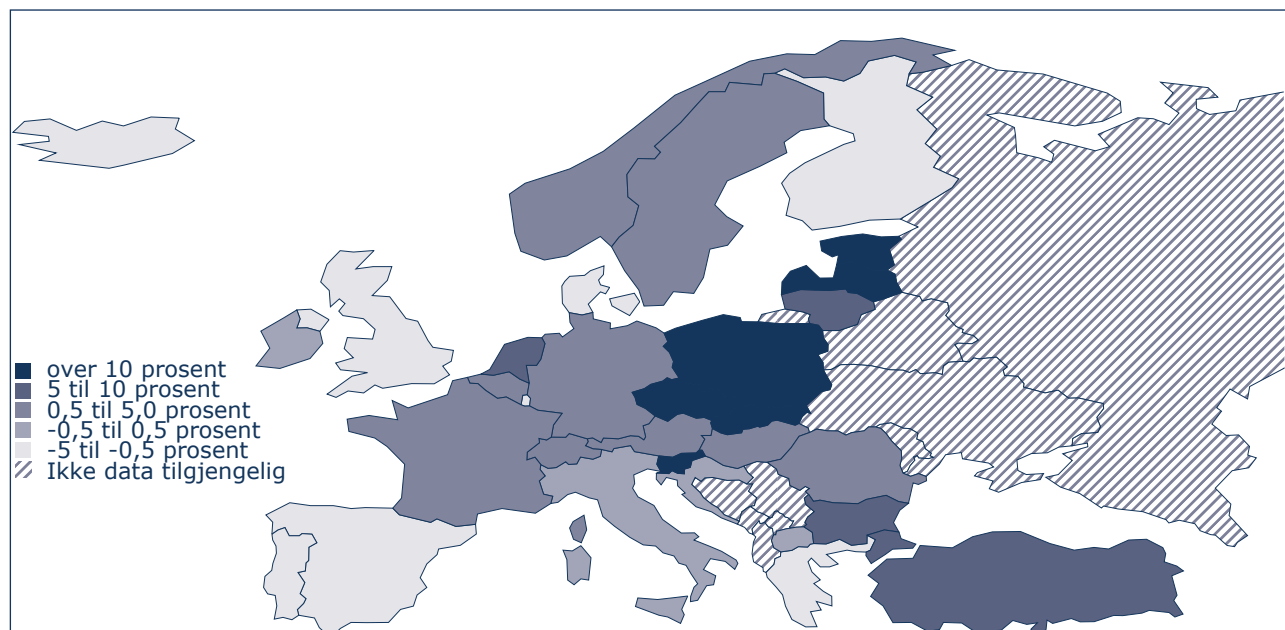 over 10 prosent
5 til 10 prosent
0,5 til 5,0 prosent
-0,5 til 0,5 prosent
-5 til -0,5 prosent
Ikke data tilgjengelig